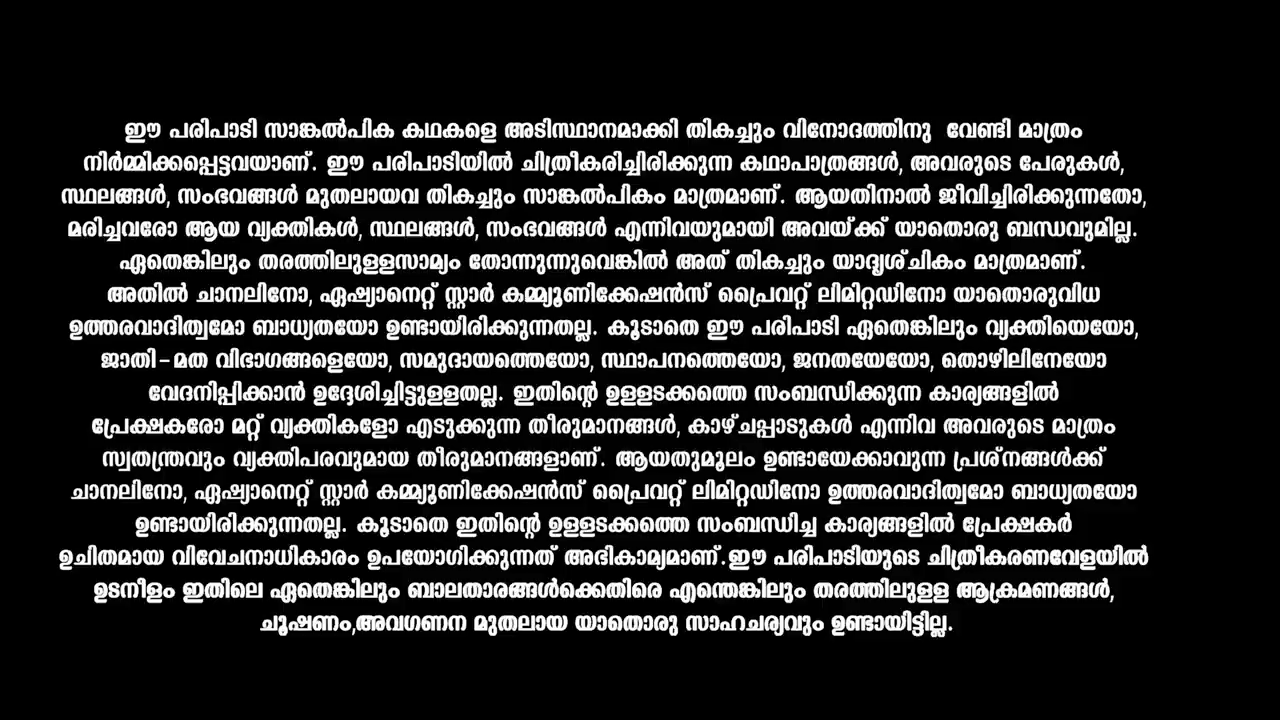 ഈ പരിപാടി സാങ്കൽപിക കഥകളെ അടിസ്ഥാനമാക്കി തികച്ചും വിനോദത്തിനു വേണ്ടി മാത്രം
നിർമ്മിക്കപ്പെട്ടവയാണ്. ഈ പരിപാടിയിൽ ചിത്രീകരിച്ചിരിക്കുന്ന കഥാപാത്രങ്ങൾ, അവരുടെ പേരുകൾ,
സ്ഥലങ്ങൾ, സംഭവങ്ങൾ മുതലായവ തികച്ചും സാങ്കൽപികം മാത്രമാണ്. ആയതിനാൽ ജീവിച്ചിരിക്കുന്നതോ,
മരിച്ചവരോ ആയ വ്യക്തികൾ, സ്ഥലങ്ങൾ, സംഭവങ്ങൾ എന്നിവയുമായി അവയ്ക്ക് യാതൊരു ബന്ധവുമില്ല.
ഏതെങ്കിലും തരത്തിലുളളസാമ്യം തോന്നുന്നുവെങ്കിൽ അത് തികച്ചും യാദൃശ്ചികം മാത്രമാണ്.
അതിൽ ചാനലിനോ, ഏഷ്യാനെറ്റ് സ്റ്റാർ കമ്മ്യൂണിക്കേഷൻസ് പ്രൈവറ്റ് ലിമിറ്റഡിനോ യാതൊരുവിധ
ഉത്തരവാദിത്വമോ ബാധ്യതയോ ഉണ്ടായിരിക്കുന്നതല്ല. കൂടാതെ ഈ പരിപാടി ഏതെങ്കിലും വ്യക്തിയെയോ,
ജാതി-മത വിഭാഗങ്ങളെയോ, സമുദായത്തെയോ, സ്ഥാപനത്തെയോ, ജനതയേയോ, തൊഴിലിനേയോ
വേദനിപ്പിക്കാൻ ഉദ്ദേശിച്ചിട്ടുളളതല്ല. ഇതിന്റെ ഉളളടക്കത്തെ സംബന്ധിക്കുന്ന കാര്യങ്ങളിൽ
പ്രേക്ഷകരോ മറ്റ് വ്യക്തികളോ എടുക്കുന്ന തീരുമാനങ്ങൾ, കാഴ്ചപ്പാടുകൾ എന്നിവ അവരുടെ മാത്രം
സ്വതന്ത്രവും വ്യക്തിപരവുമായ തീരുമാനങ്ങളാണ്. ആയതുമൂലം ഉണ്ടായേക്കാവുന്ന പ്രശ്നങ്ങൾക്ക്
ചാനലിനോ, ഏഷ്യാനെറ്റ് സ്റ്റാർ കമ്മ്യൂണിക്കേഷൻസ് പ്രൈവറ്റ് ലിമിറ്റഡിനോ ഉത്തരവാദിത്വമോ ബാധ്യതയോ
ഉണ്ടായിരിക്കുന്നതല്ല. കൂടാതെ ഇതിന്റെ ഉളളടക്കത്തെ സംബന്ധിച്ച കാര്യങ്ങളിൽ പ്രേക്ഷകർ
ഉചിതമായ വിവേചനാധികാരം ഉപയോഗിക്കുന്നത് അഭികാമ്യമാണ്.ഈ പരിപാടിയുടെ ചിത്രീകരണവേളയിൽ
ഉടനീളം ഇതിലെ ഏതെങ്കിലും ബാലതാരങ്ങൾക്കെതിരെ എന്തെങ്കിലും തരത്തിലുളള ആക്രമണങ്ങൾ,
ചൂഷണം,അവഗണന മുതലായ യാതൊരു സാഹചര്യവും ഉണ്ടായിട്ടില്ല.